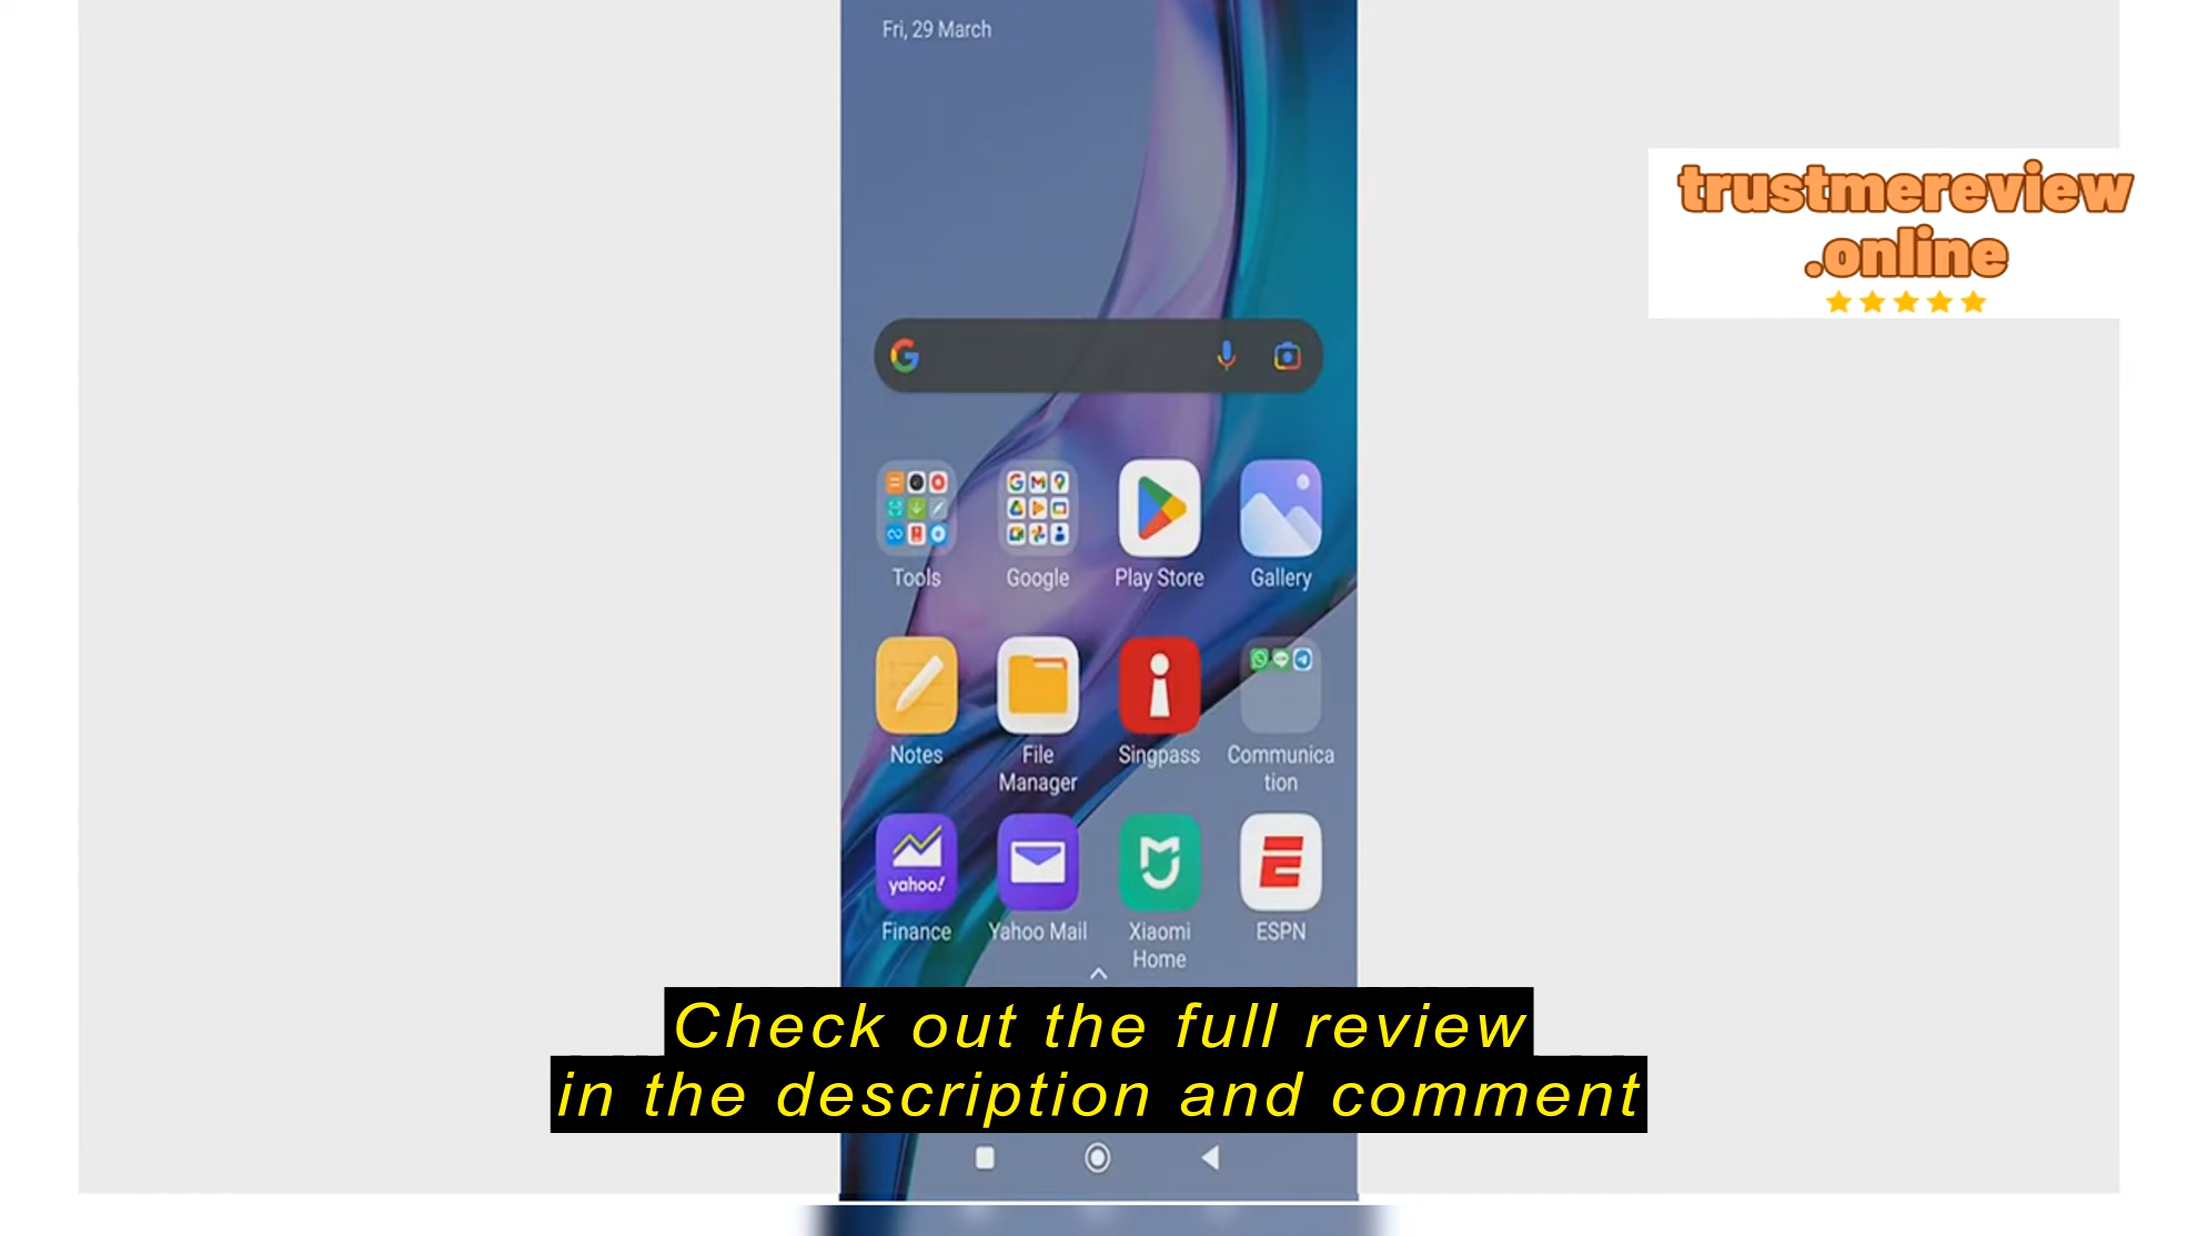 Fri, 29 March
trustmereview
.online
Tools
Google
Play Store
Gallery
Notes
File
Manager
Singpass
Communica
tion
yahoo!
Finance
Yahoo Mail
Xiaomi
Home
ESPN
Check out the full review
in the description and comment